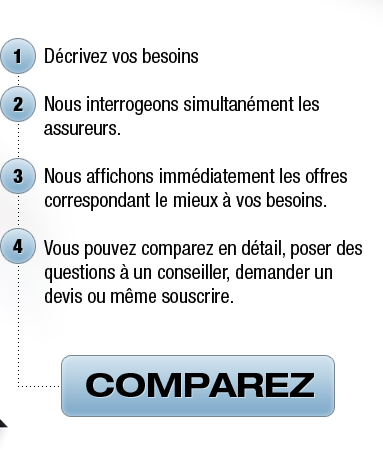 1 Décrivez vos besoins
2 Nous interrogeons simultanément les
assureurs.
3 Nous affichons immédiatement les offres
correspondant le mieux à vos besoins.
4 Vous pouvez comparez en détail, poser des
questions à un conseiller, demander un
devis ou même souscrire.
COMPAREZ